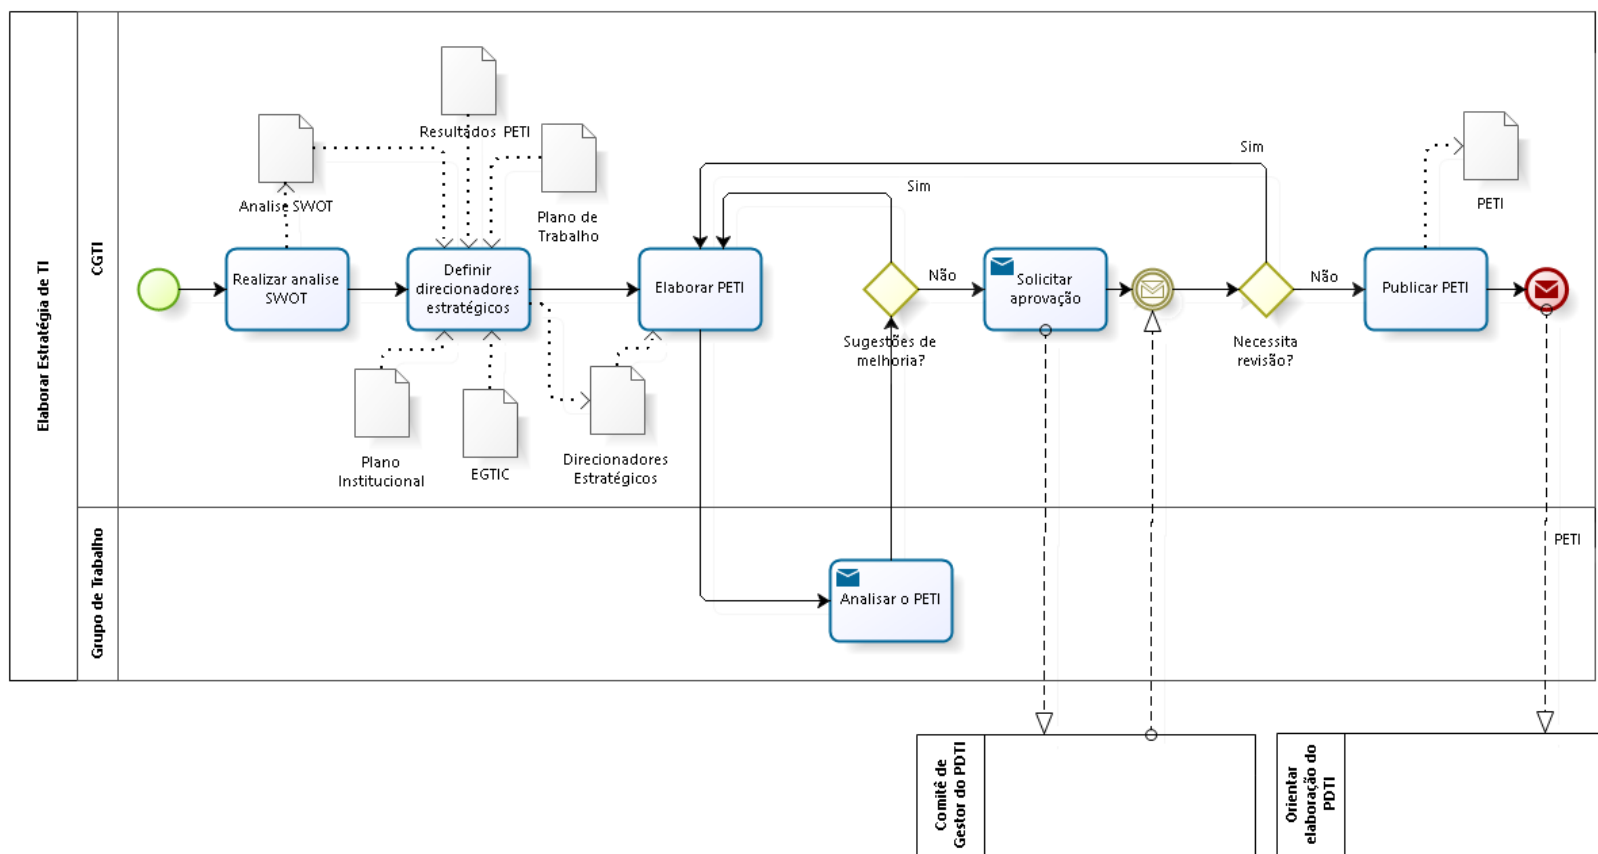 Elaborar Estratégia de TI
CGTI
Resultados PETI
Analise SWOT
Plano de
Trabalho
Realizar analise
SWOT
Definir
direcionadores
estratégicos
Elaborar PETI
Sim
Sim
Não
Sugestões de
melhoria?
Solicitar
aprovação
Necessita
revisão?
Não
Publicar PETI
PETI
Plano
Institucional
EGTIC
Direcionadores
Estratégicos
Grupo de Trabalho
Analisar o PETI
PETI
Comitê de
Gestor do PDTI
Orientar
elaboração do
PDTI